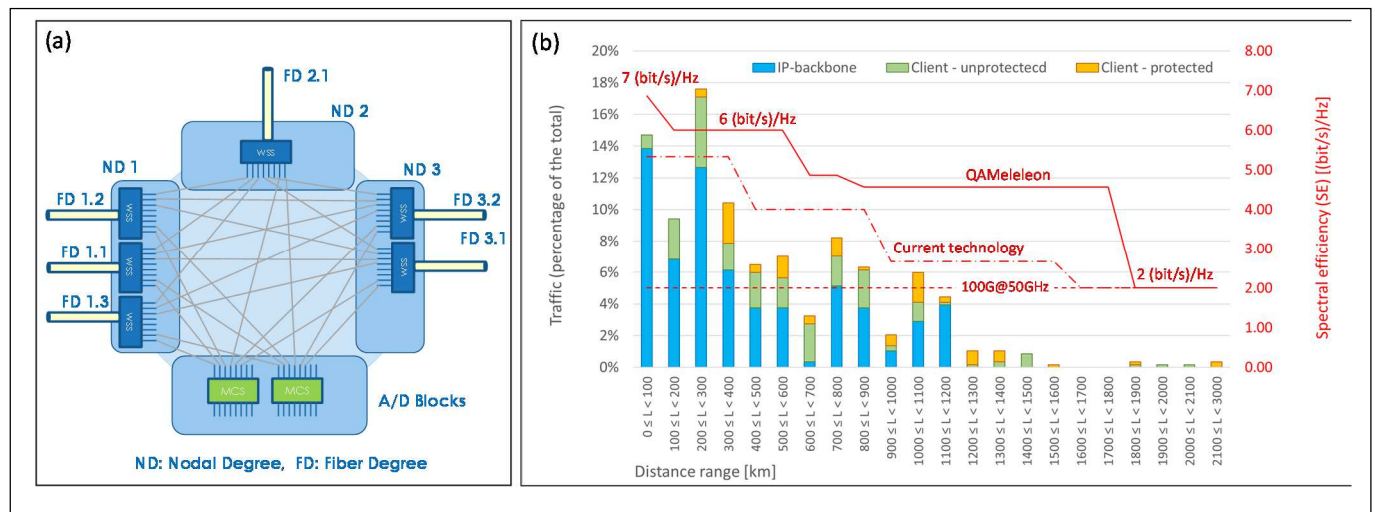 (a)
FD 2.1
ND 2
WSS
ND 1
ND 3
FD 1.2
WSS
WSS
FD 3.2
FD 3.1
FD 1.1
WSS
WSS
FD 1.3
WSS
MCS
MCS
A/D Blocks
ND: Nodal Degree, FD: Fiber Degree
(b)
Traffic (percentage of the total)
20%
18%
16%
14%
12%
10%
8%
6%
4%
2%
0%
IP-backbone
Client - unprotectecd
Client - protected
7 (bit/s)/Hz
6 (bit/s)/Hz
QAMeleleon
Current technology
2 (bit/s)/Hz
100G@50GHz
8.00
7.00
6.00
5.00
4.00
3.00
2.00
1.00
0.00
Spectral efficiency (SE) [(bit/s)/Hz]
0 ≤ L < 100
100 ≤ L < 200
200 ≤ L < 300
300 ≤ L < 400
400 ≤ L < 500
500 ≤ L < 600
600 ≤ L < 700
700 ≤ L < 800
800 ≤ L < 900
900 ≤ L < 1000
1000 ≤ L < 1100
1100 ≤ L < 1200
1200 ≤ L < 1300
1300 ≤ L < 1400
1400 ≤ L < 1500
1500 ≤ L < 1600
1600 ≤ L < 1700
1700 ≤ L < 1800
1800 ≤ L < 1900
1900 ≤ L < 2000
2000 ≤ L < 2100
2100 ≤ L < 3000
Distance range [km]